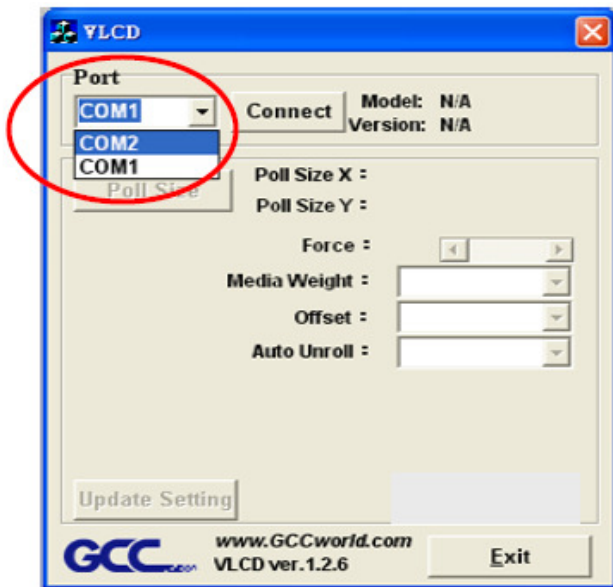 VLCD
Port
COM1
Connect
Model: N/A
Version: N/A
COM2
COM1
Poll Size
Poll Size X :
Poll Size Y :
Force :
Media Weight :
Offset :
Auto Unroll :
Update Setting
GCC
www.GCCworld.com
VLCD ver.1.2.6
Exit